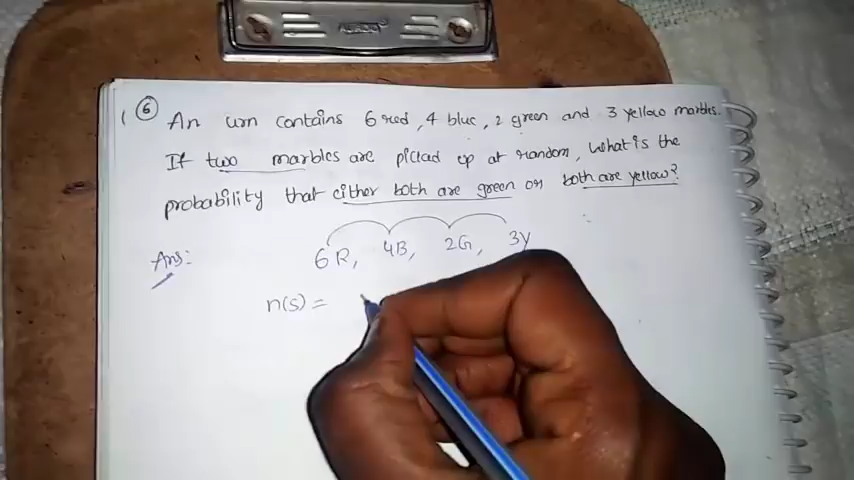 6 An urn contains 6 red, 4 blue, 2 green and 3 yellow marbles.
If two marbles are picked up at random, What is the
probability that either both are green or both are yellow?
Ans:
6R, 4B, 2G, 3Y
n(s) =